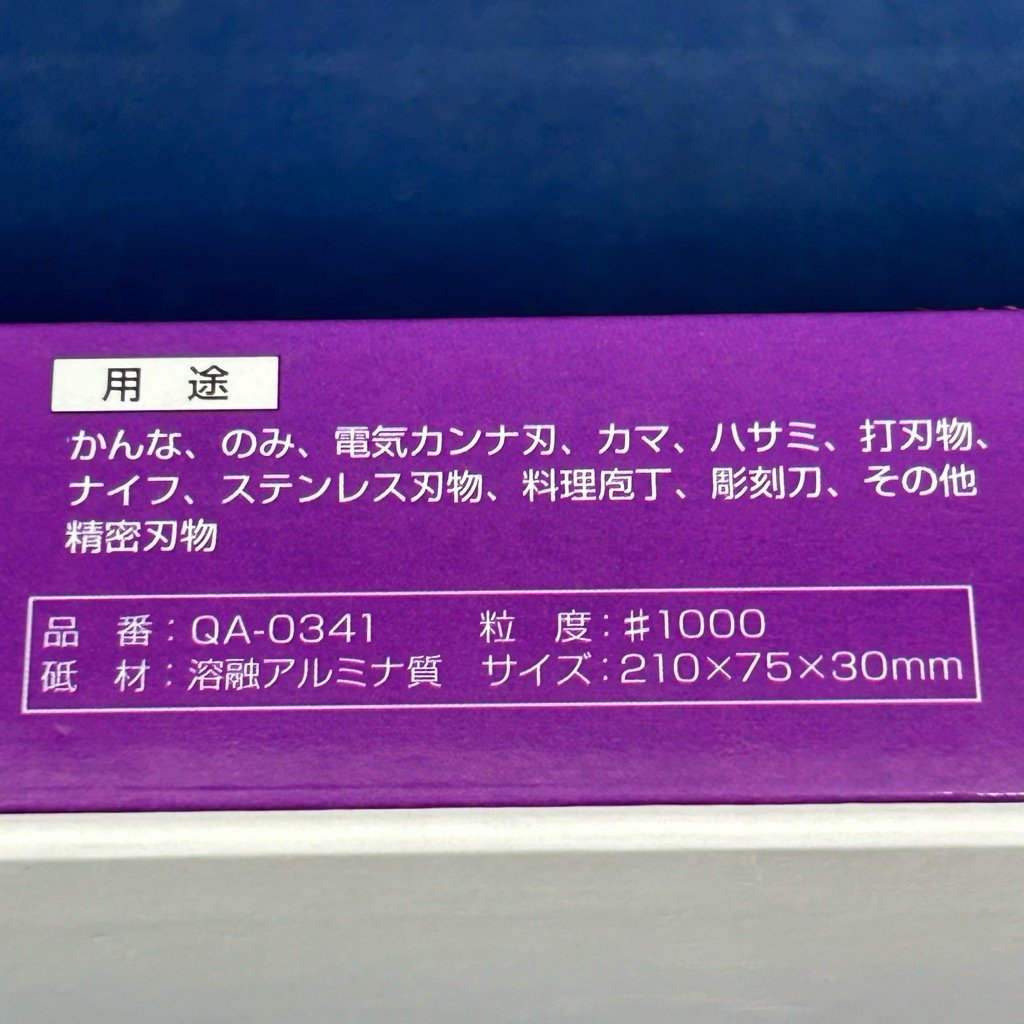 用　途
かんな、のみ、電気カンナ刃、カマ、ハサミ、打刃物、
ナイフ、ステンレス刃物、料理庖丁、彫刻刀、その他
精密刃物
品　番：QA-0341　粒　度：♯1000
砥　材：溶融アルミナ質　サイズ：210×75×30mm